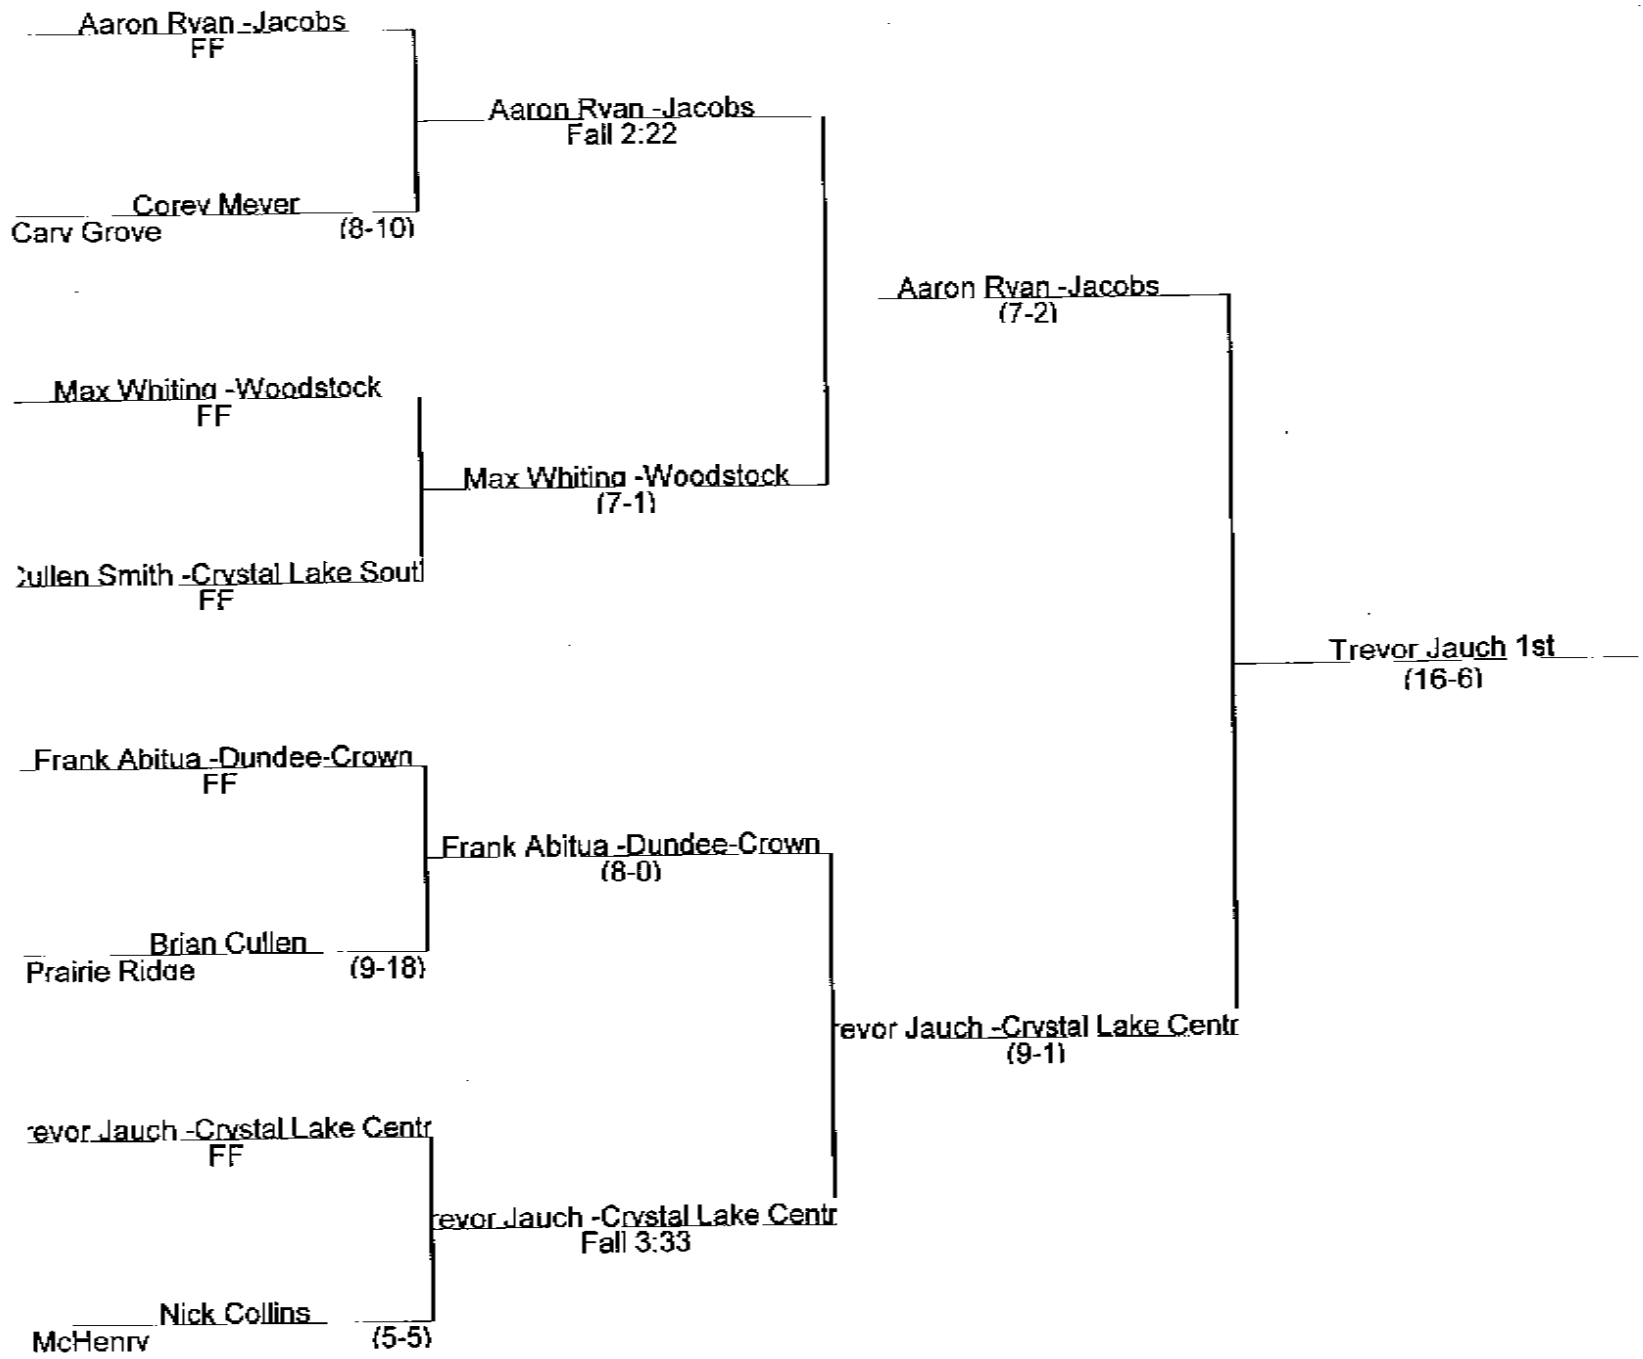 Aaron Ryan -Jacobs
FF
Corey Meyer
Cary Grove (8-10)
Max Whiting -Woodstock
FF
Cullen Smith -Crystal Lake Sout
FF
Frank Abitua -Dundee-Crown
FF
Brian Cullen
Prairie Ridge (9-18)
revor Jauch -Crystal Lake Centr
FF
Nick Collins
McHenry (5-5)
Aaron Ryan -Jacobs
Fall 2:22
Max Whiting -Woodstock
(7-1)
Frank Abitua -Dundee-Crown
(8-0)
revor Jauch -Crystal Lake Centr
Fall 3:33
Aaron Ryan -Jacobs
(7-2)
revor Jauch -Crystal Lake Centr
(9-1)
Trevor Jauch 1st
(16-6)